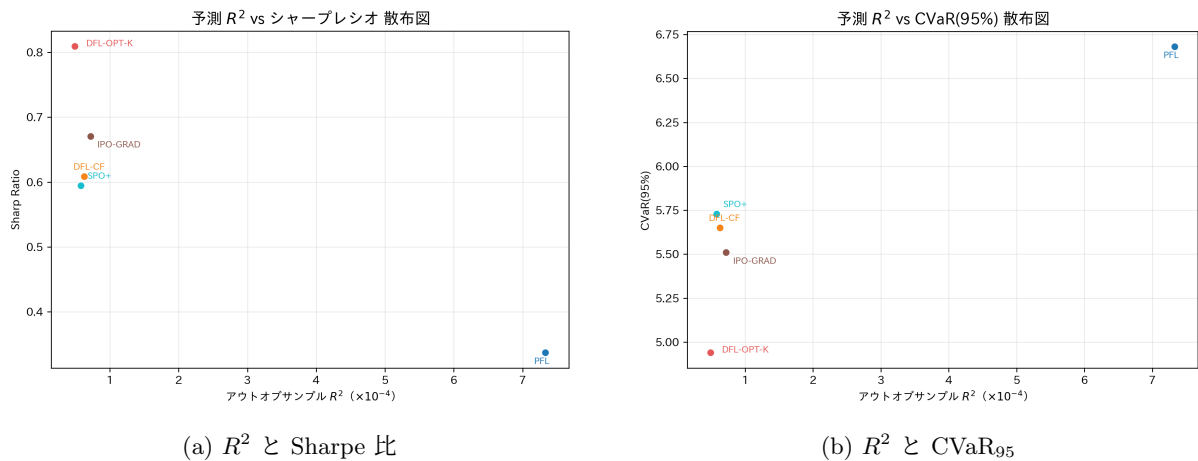 予測 R² vs シャープレシオ 散布図
Sharp Ratio
0.8
0.7
0.6
0.5
0.4
DFL-OPT-K
IPO-GRAD
DFL-CF
SPO+
PFL
1 2 3 4 5 6 7
アウトオブサンプル R² (×10⁻⁴)
(a) R² と Sharpe 比
予測 R² vs CVaR(95%) 散布図
CVaR(95%)
6.75
6.50
6.25
6.00
5.75
5.50
5.25
5.00
PFL
SPO+
DFL-CF
IPO-GRAD
DFL-OPT-K
1 2 3 4 5 6 7
アウトオブサンプル R² (×10⁻⁴)
(b) R² と CVaR₉₅